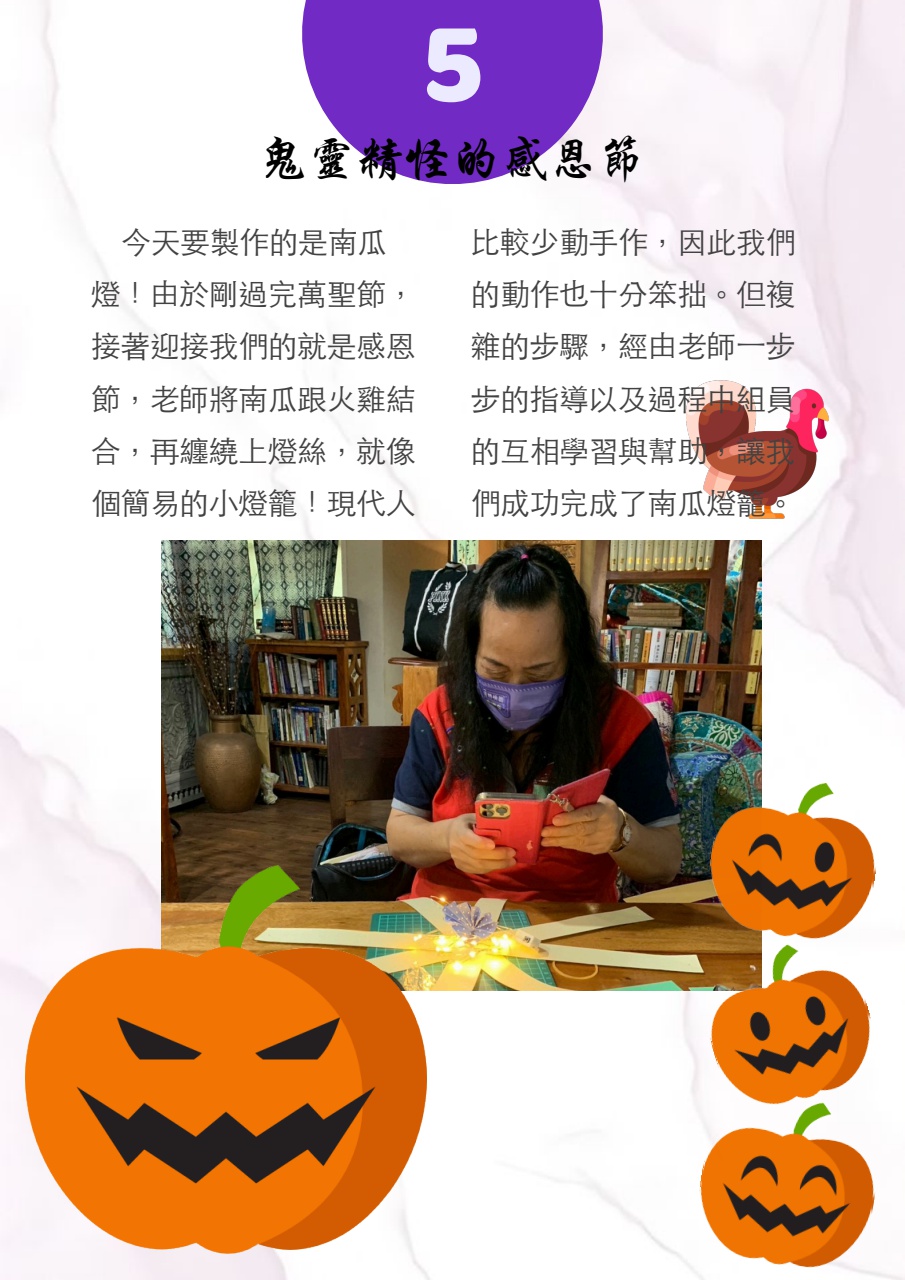 5
鬼靈精怪的感恩節
今天要製作的是南瓜
燈！由於剛過完萬聖節，
接著迎接我們的就是感恩
節，老師將南瓜跟火雞結
合，再纏繞上燈絲，就像
個簡易的小燈籠！現代人
比較少動手作，因此我們
的動作也十分笨拙。但複
雜的步驟，經由老師一步
步的指導以及過程中組員
的互相學習與幫助，讓我
們成功完成了南瓜燈籠。